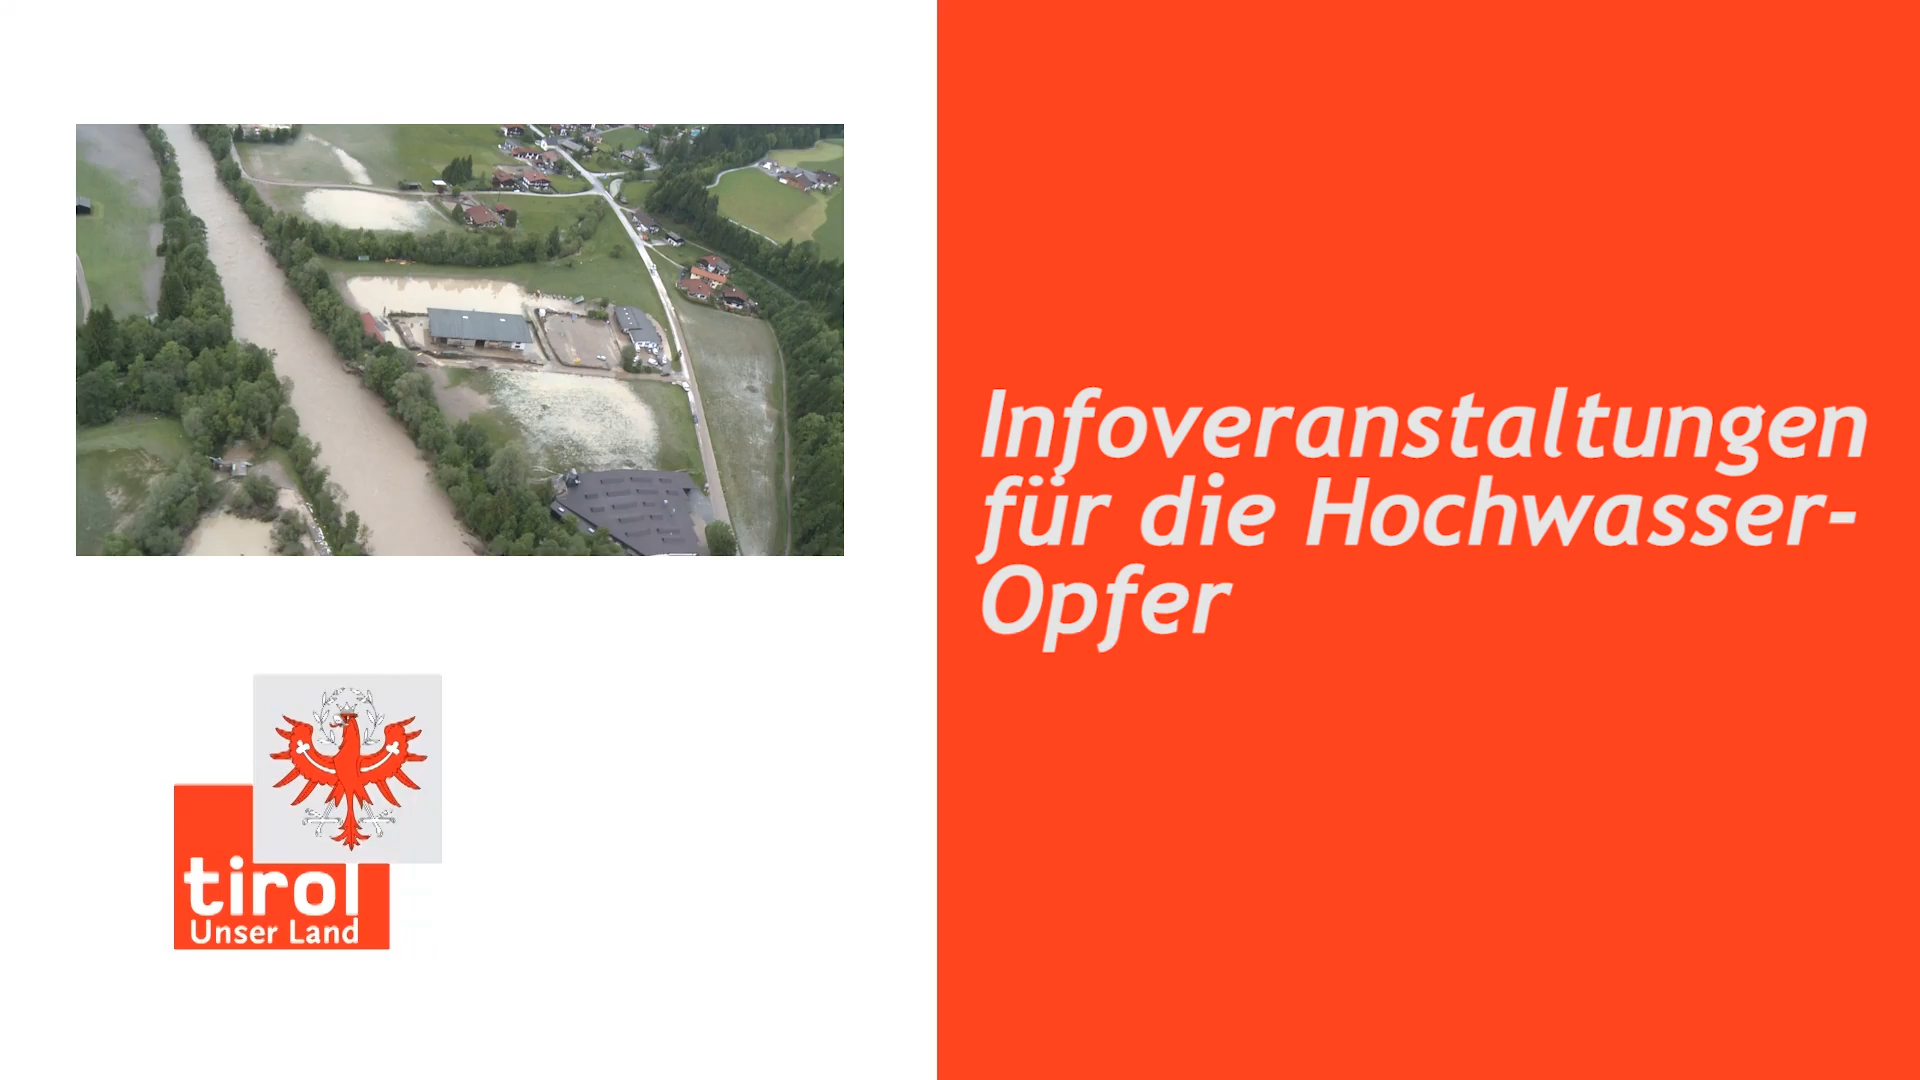 Infoveranstaltungen
für die Hochwasser-
Opfer
tirol
Unser Land